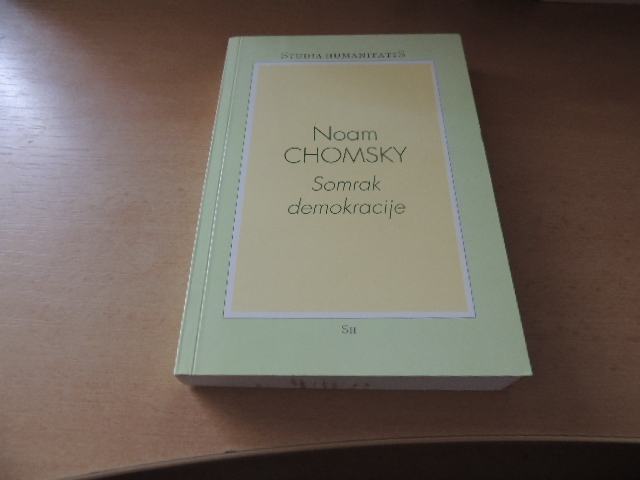 STUDIA HUMANITATIS
Noam
CHOMSKY
Somrak
demokracije
SH